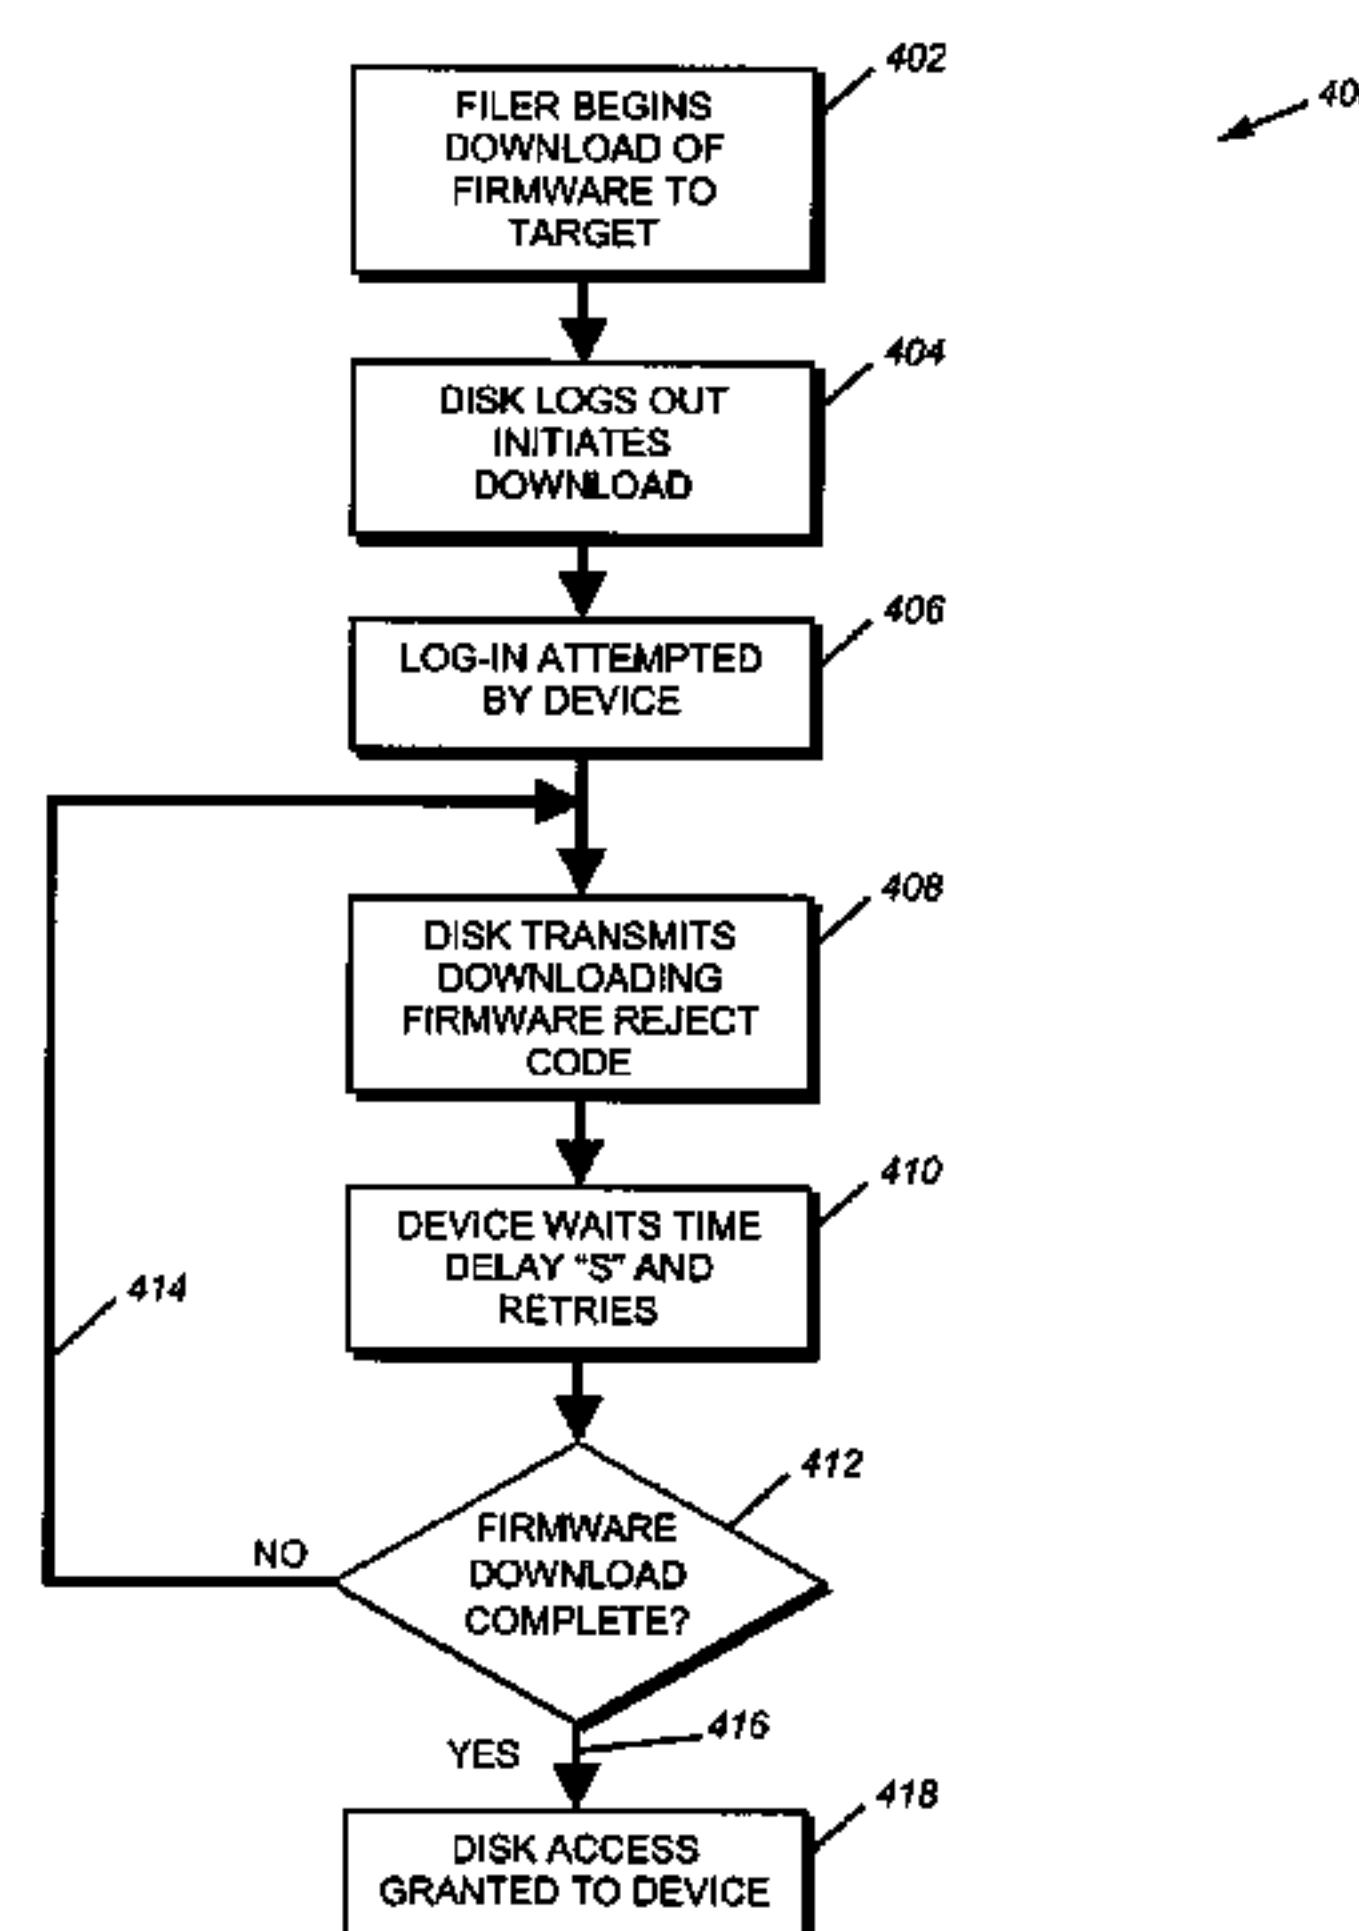 402
40
FILER BEGINS
DOWNLOAD OF
FIRMWARE TO
TARGET
404
DISK LOGS OUT
INITIATES
DOWNLOAD
406
LOG-IN ATTEMPTED
BY DEVICE
408
DISK TRANSMITS
DOWNLOADING
FIRMWARE REJECT
CODE
410
DEVICE WAITS TIME
DELAY “S” AND
RETRIES
414
412
FIRMWARE
DOWNLOAD
COMPLETE?
NO
416
YES
418
DISK ACCESS
GRANTED TO DEVICE